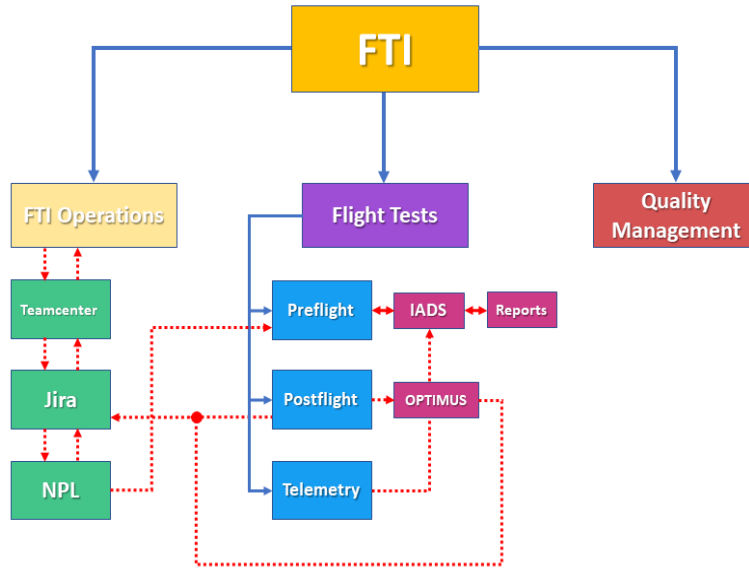 FTI
FTI Operations
Flight Tests
Quality
Management
Teamcenter
Preflight
IADS
Reports
Jira
Postflight
OPTIMUS
NPL
Telemetry